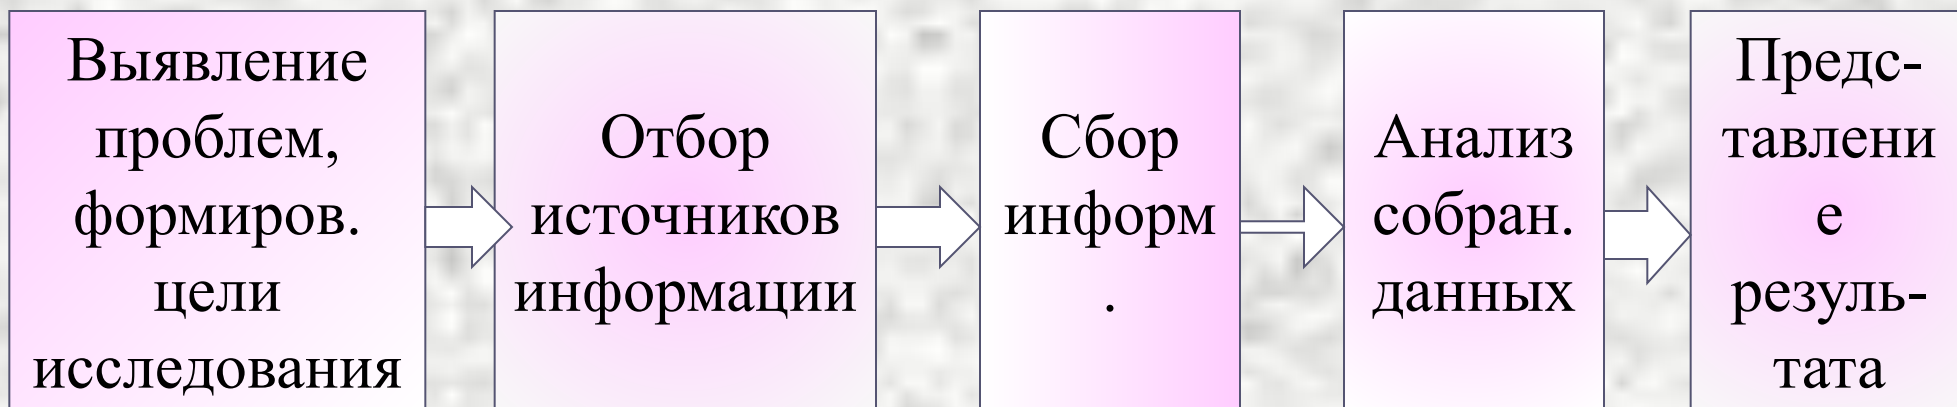 Выявление
проблем,
формиров.
цели
исследования
Отбор
источников
информации
Сбор
информ
.
Анализ
собран.
данных
Предс-
тавлени
е
резуль-
тата